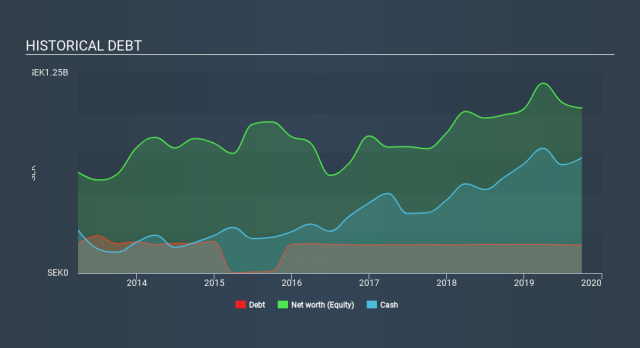 HISTORICAL DEBT
SEK1.25B
SEK0
2014 2015 2016 2017 2018 2019 2020
Debt Net worth (Equity) Cash